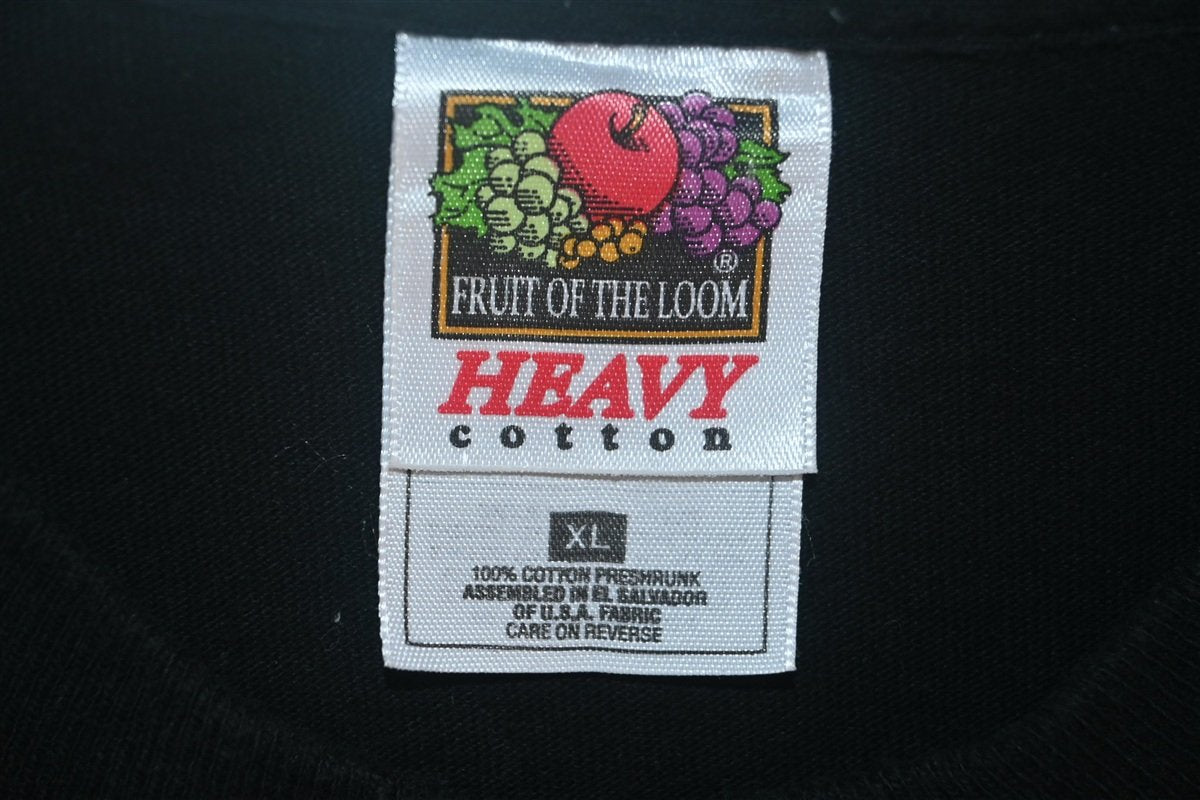 ®
FRUIT OF THE LOOM
HEAVY
cotton
XL
100% COTTON PRESHRUNK
ASSEMBLED IN EL SALVADOR
OF U.S.A. FABRIC
CARE ON REVERSE